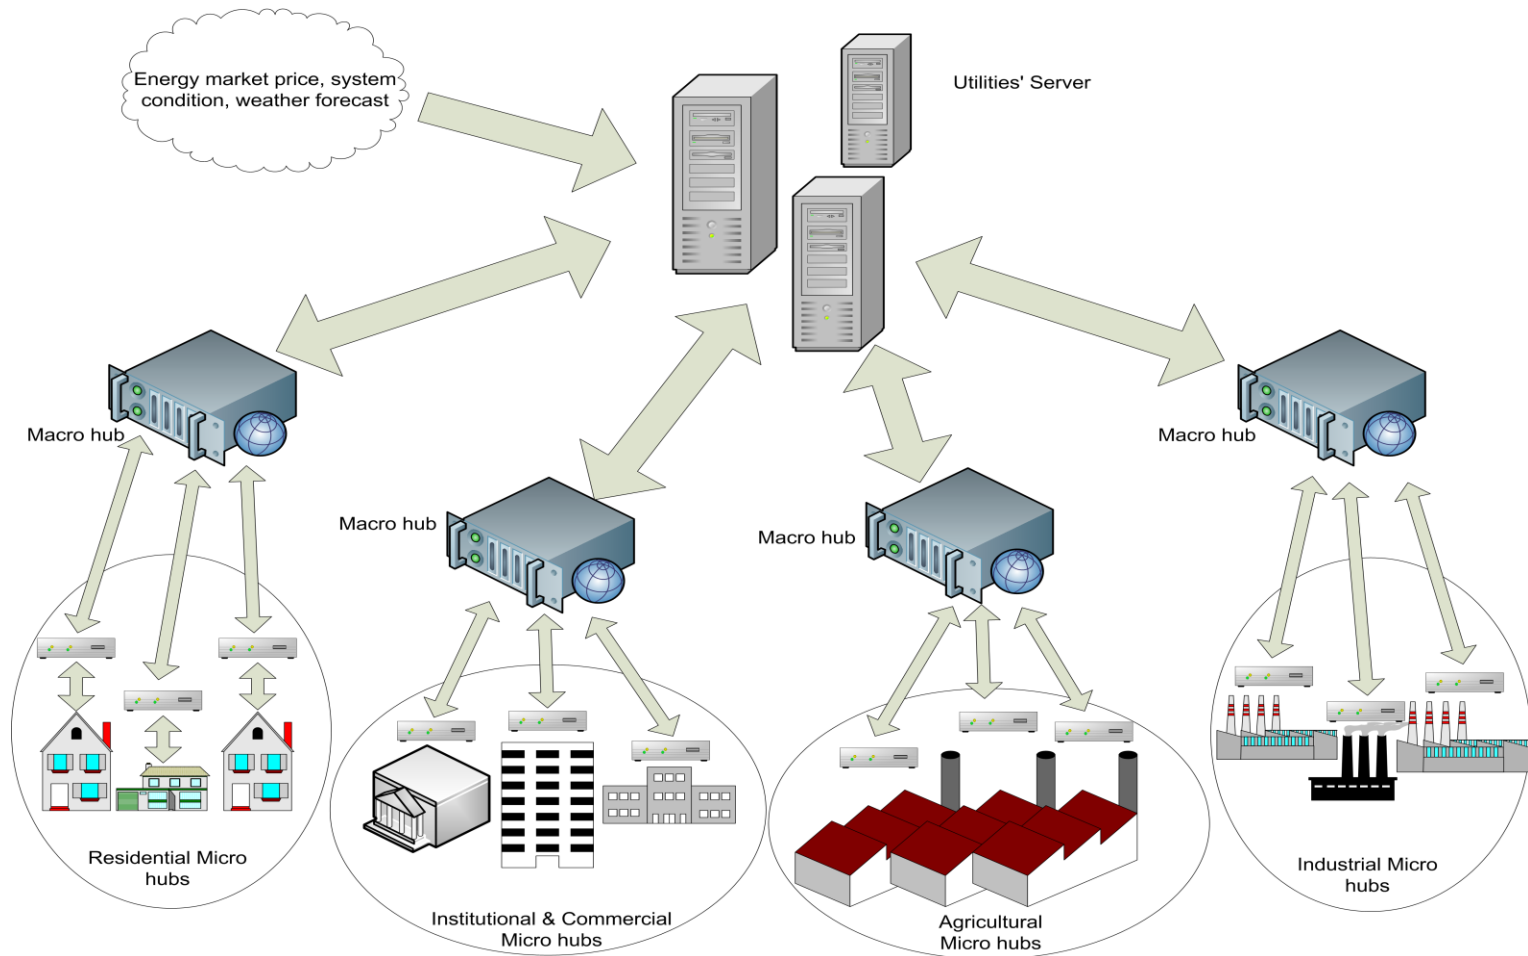 Energy market price, system
condition, weather forecast
Utilities' Server
Macro hub
Macro hub
Macro hub
Macro hub
Residential Micro
hubs
Institutional & Commercial
Micro hubs
Agricultural
Micro hubs
Industrial Micro
hubs